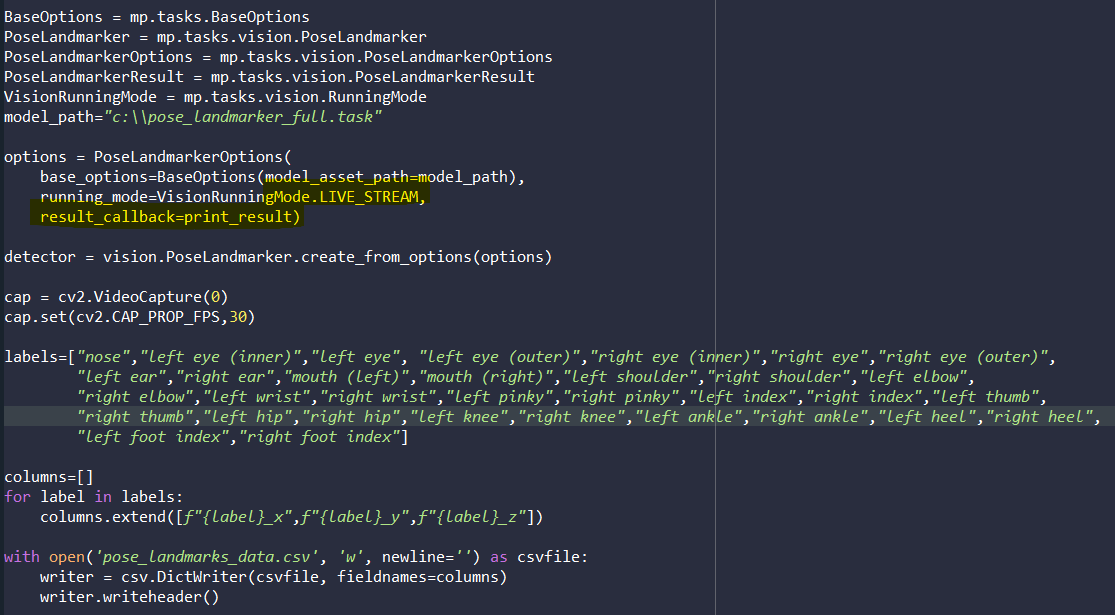 BaseOptions = mp.tasks.BaseOptions
PoseLandmarker = mp.tasks.vision.PoseLandmarker
PoseLandmarkerOptions = mp.tasks.vision.PoseLandmarkerOptions
PoseLandmarkerResult = mp.tasks.vision.PoseLandmarkerResult
VisionRunningMode = mp.tasks.vision.RunningMode
model_path="c:\\pose_landmarker_full.task"

options = PoseLandmarkerOptions(
    base_options=BaseOptions(model_asset_path=model_path),
    running_mode=VisionRunningMode.LIVE_STREAM,
    result_callback=print_result)

detector = vision.PoseLandmarker.create_from_options(options)

cap = cv2.VideoCapture(0)
cap.set(cv2.CAP_PROP_FPS,30)

labels=["nose","left eye (inner)","left eye", "left eye (outer)","right eye (inner)","right eye","right eye (outer)",
        "left ear","right ear","mouth (left)","mouth (right)","left shoulder","right shoulder","left elbow",
        "right elbow","left wrist","right wrist","left pinky","right pinky","left index","right index","left thumb",
        "right thumb","left hip","right hip","left knee","right knee","left ankle","right ankle","left heel","right heel",
        "left foot index","right foot index"]

columns=[]
for label in labels:
    columns.extend([f"{label}_x",f"{label}_y",f"{label}_z"])

with open('pose_landmarks_data.csv', 'w', newline='') as csvfile:
    writer = csv.DictWriter(csvfile, fieldnames=columns)
    writer.writeheader()